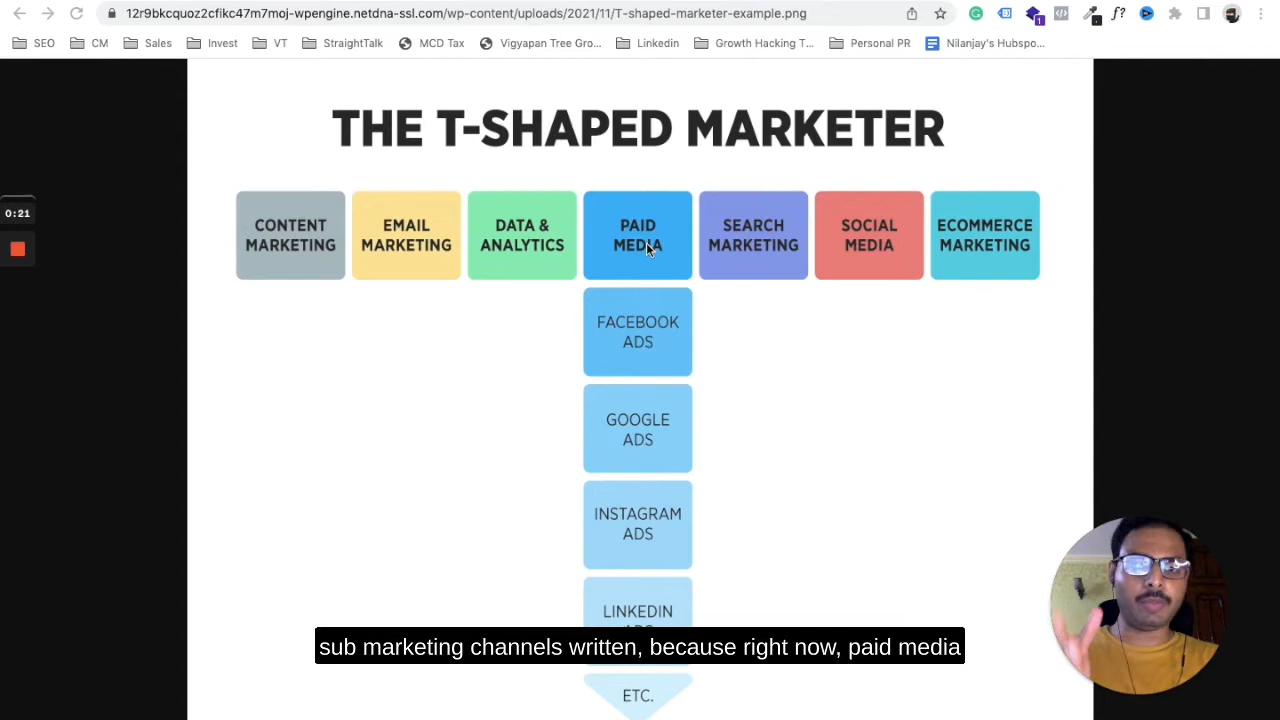 12r9bkcquoz2cfikc47m7moj-wpengine.netdna-ssl.com/wp-content/uploads/2021/11/T-shaped-marketer-example.png
SEO CM Sales Invest VT StraightTalk MCD Tax Vigyapan Tree Gro... Linkedin Growth Hacking T... Personal PR Nilanjay's Hubspo...
THE T-SHAPED MARKETER
0:21
CONTENT
MARKETING
EMAIL
MARKETING
DATA &
ANALYTICS
PAID
MEDIA
SEARCH
MARKETING
SOCIAL
MEDIA
ECOMMERCE
MARKETING
FACEBOOK
ADS
GOOGLE
ADS
INSTAGRAM
ADS
LINKEDIN
sub marketing channels written, because right now, paid media
ETC.